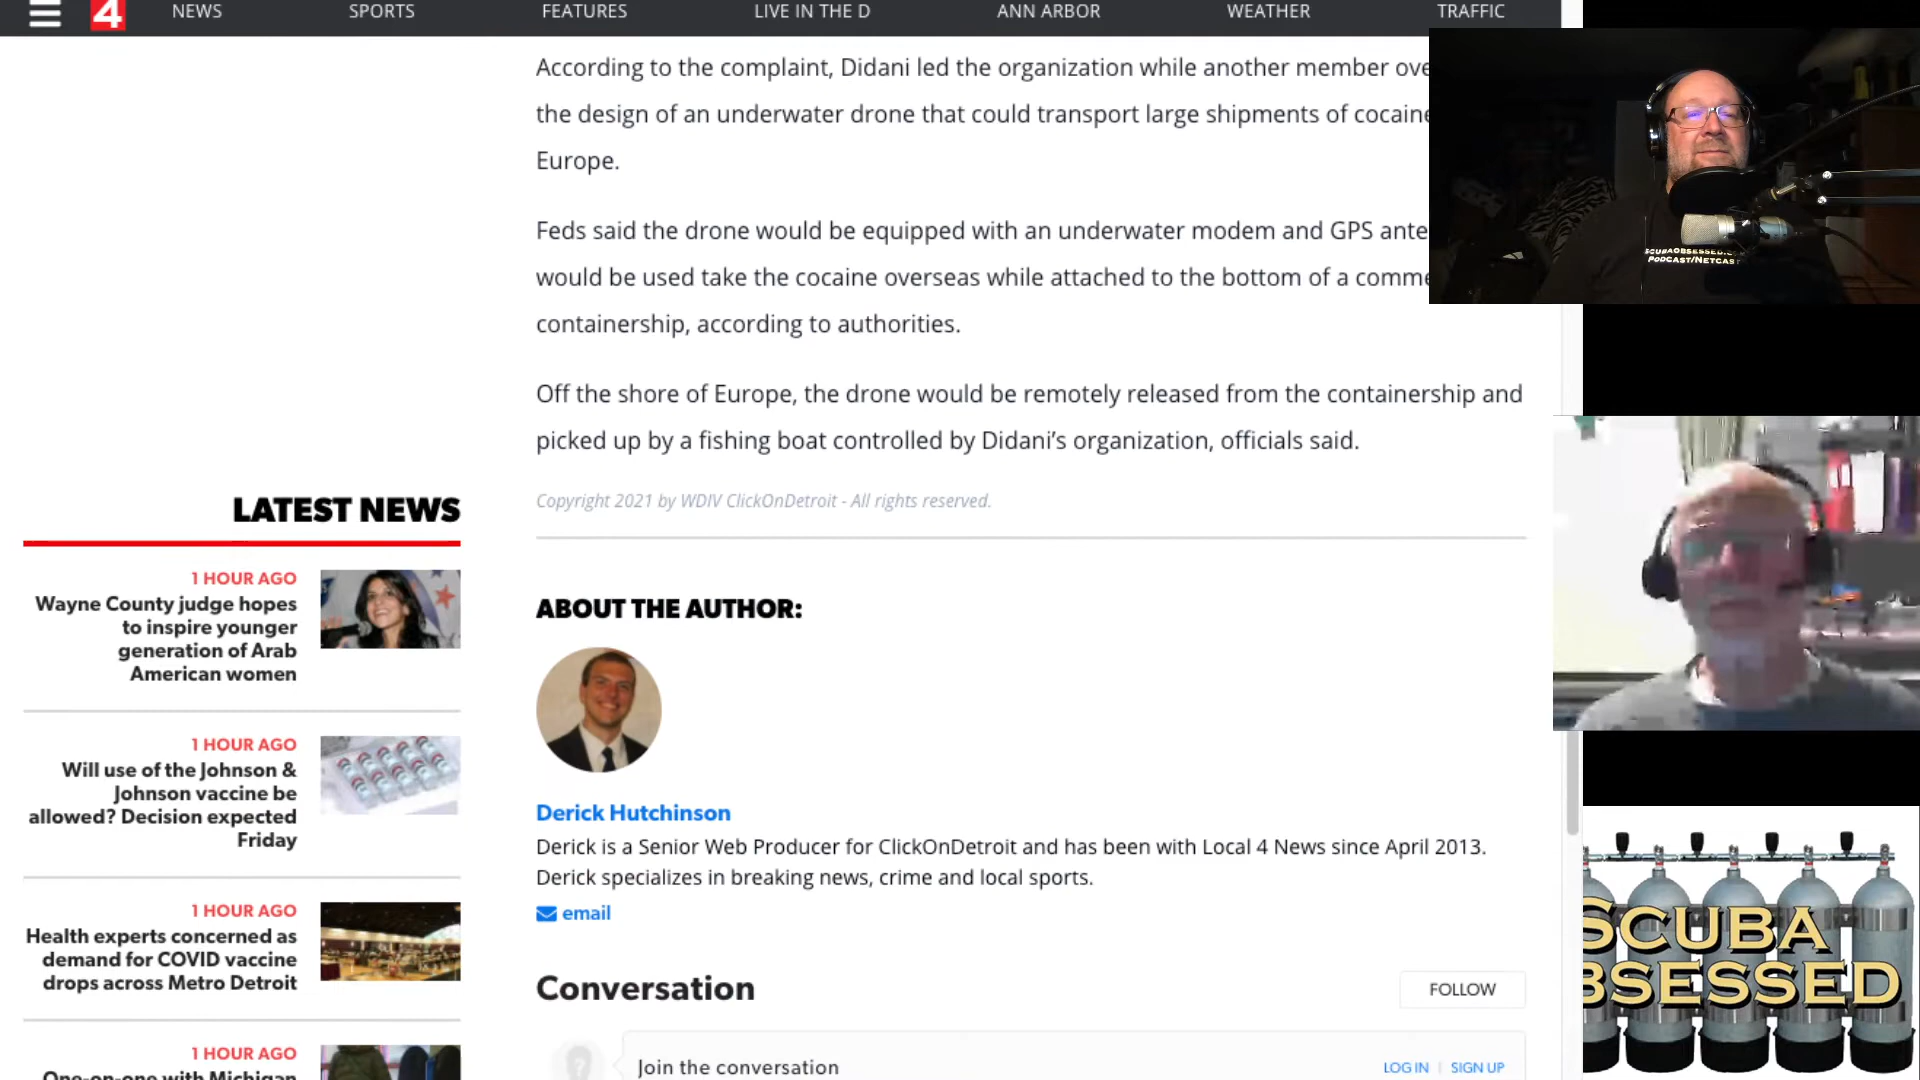 4
NEWS
SPORTS
FEATURES
LIVE IN THE D
ANN ARBOR
WEATHER
TRAFFIC
According to the complaint, Didani led the organization while another member
the design of an underwater drone that could transport large shipments of cocaine
Europe.
Feds said the drone would be equipped with an underwater modem and GPS
would be used take the cocaine overseas while attached to the bottom of a
containership, according to authorities.
Off the shore of Europe, the drone would be remotely released from the containership and
picked up by a fishing boat controlled by Didani’s organization, officials said.
Copyright 2021 by WDIV ClickOnDetroit - All rights reserved.
LATEST NEWS
1 HOUR AGO
Wayne County judge hopes
to inspire younger
generation of Arab
American women
1 HOUR AGO
Will use of the Johnson &
Johnson vaccine be
allowed? Decision expected
Friday
1 HOUR AGO
Health experts concerned as
demand for COVID vaccine
drops across Metro Detroit
1 HOUR AGO
One-on-one with Michigan
ABOUT THE AUTHOR:
Derick Hutchinson
Derick is a Senior Web Producer for ClickOnDetroit and has been with Local 4 News since April 2013.
Derick specializes in breaking news, crime and local sports.
email
Conversation
FOLLOW
Join the conversation
LOG IN | SIGN UP
PODCAST/NETCAST
SCUBA
BSESSED